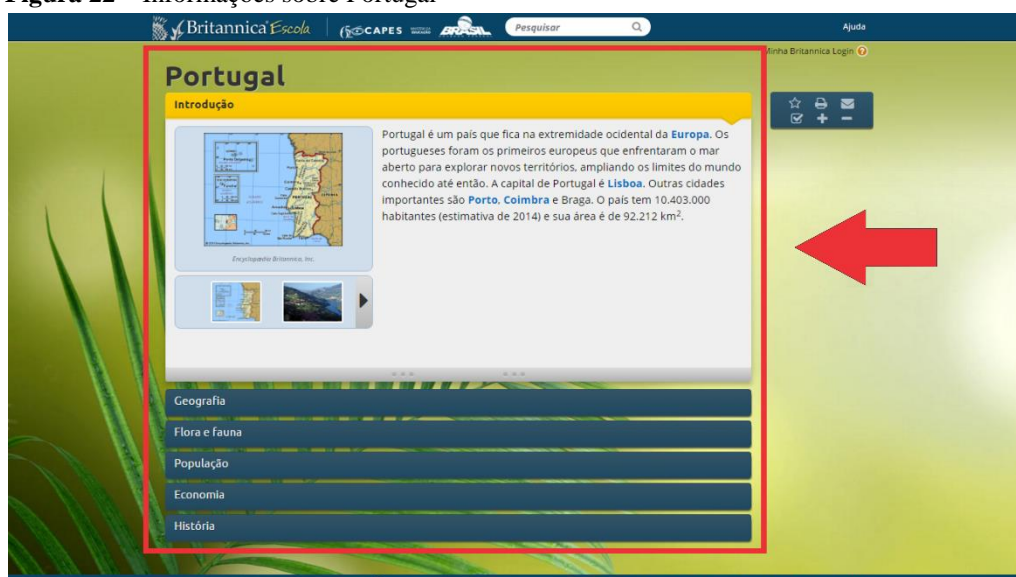 Figura 22 – Informações sobre Portugal
Britannica Escola CAPES BRASIL Pesquisar Ajuda
Minha Britannica Login
Portugal
Introdução
Portugal é um país que fica na extremidade ocidental da Europa. Os
portugueses foram os primeiros europeus que enfrentaram o mar
aberto para explorar novos territórios, ampliando os limites do mundo
conhecido até então. A capital de Portugal é Lisboa. Outras cidades
importantes são Porto, Coimbra e Braga. O país tem 10.403.000
habitantes (estimativa de 2014) e sua área é de 92.212 km².
Encyclopædia Britannica, Inc.
Geografia
Flora e fauna
População
Economia
História